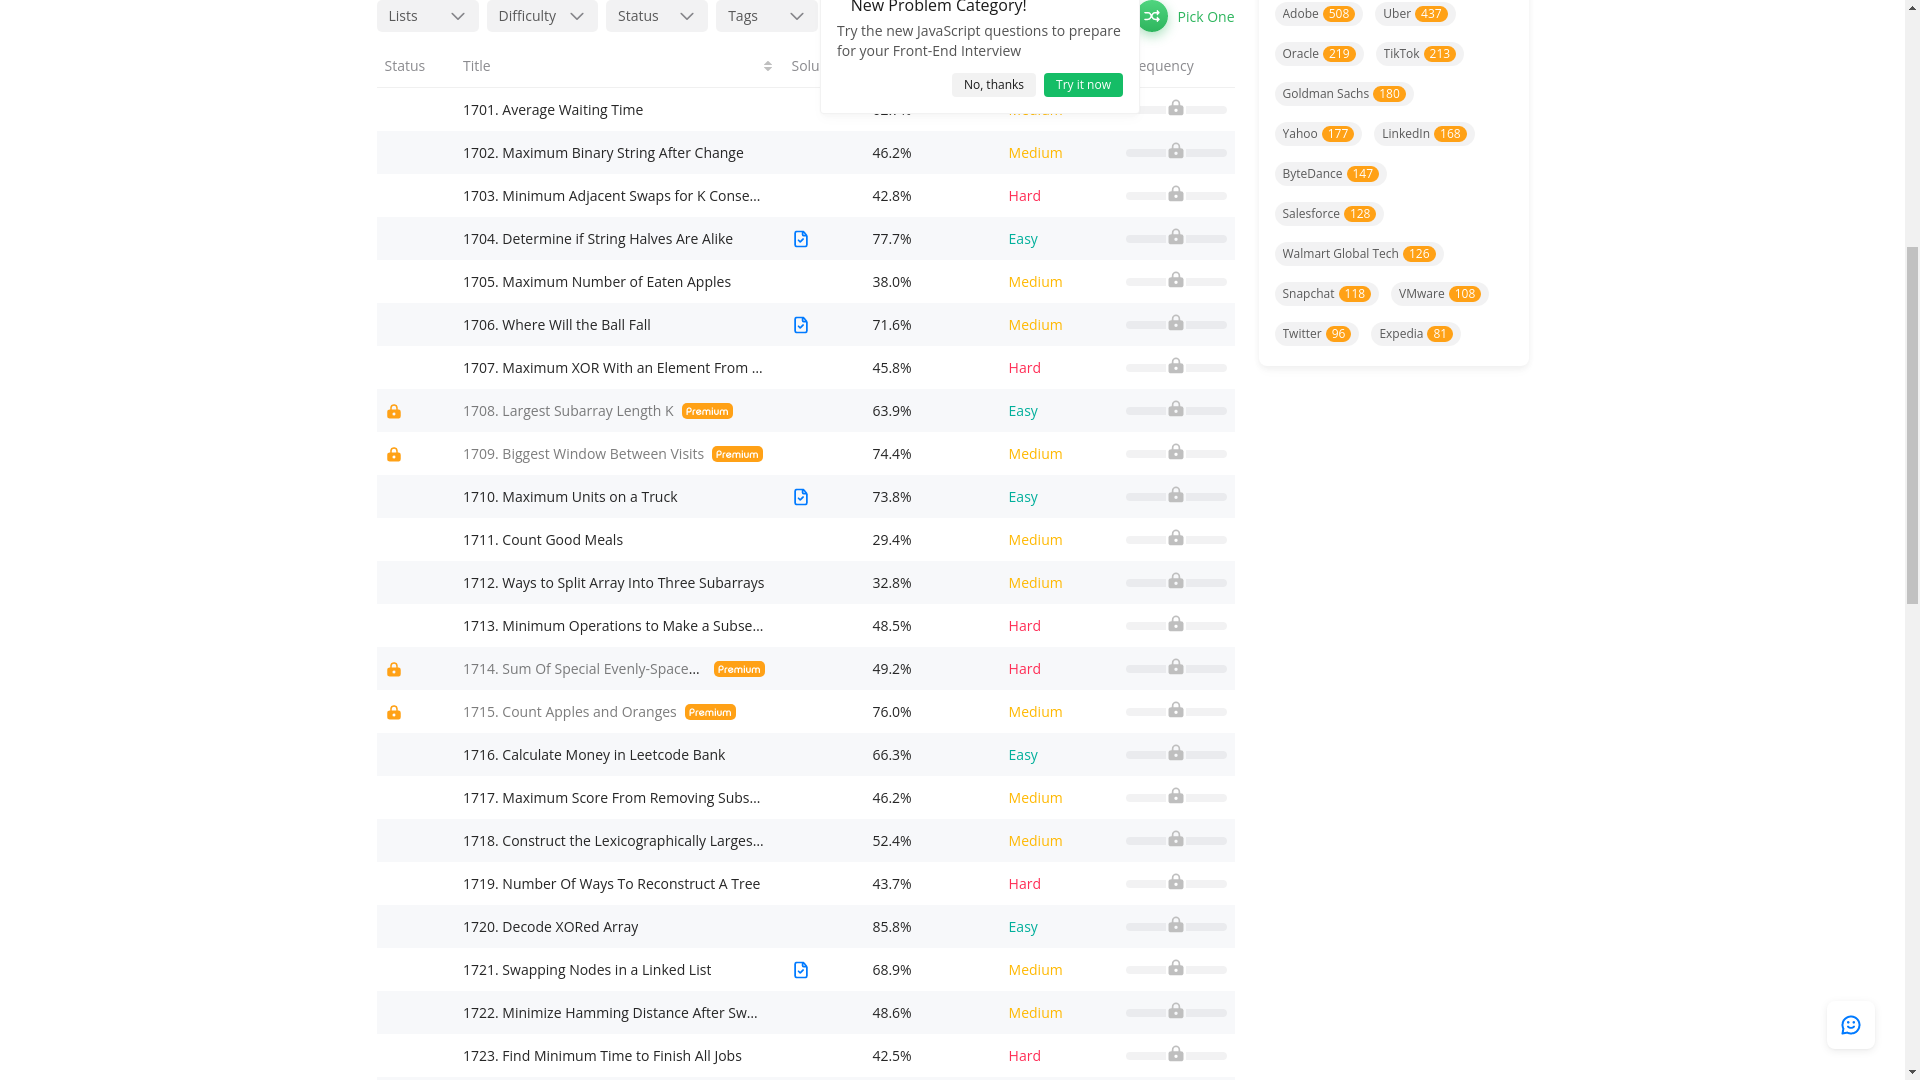 Lists
Difficulty
Status
Tags
New Problem Category!
Try the new JavaScript questions to prepare
for your Front-End Interview
No, thanks
Try it now
Pick One
Status Title Solu equency
1701. Average Waiting Time
1702. Maximum Binary String After Change 46.2% Medium
1703. Minimum Adjacent Swaps for K Conse... 42.8% Hard
1704. Determine if String Halves Are Alike 77.7% Easy
1705. Maximum Number of Eaten Apples 38.0% Medium
1706. Where Will the Ball Fall 71.6% Medium
1707. Maximum XOR With an Element From ... 45.8% Hard
1708. Largest Subarray Length K Premium 63.9% Easy
1709. Biggest Window Between Visits Premium 74.4% Medium
1710. Maximum Units on a Truck 73.8% Easy
1711. Count Good Meals 29.4% Medium
1712. Ways to Split Array Into Three Subarrays 32.8% Medium
1713. Minimum Operations to Make a Subse... 48.5% Hard
1714. Sum Of Special Evenly-Space... Premium 49.2% Hard
1715. Count Apples and Oranges Premium 76.0% Medium
1716. Calculate Money in Leetcode Bank 66.3% Easy
1717. Maximum Score From Removing Subs... 46.2% Medium
1718. Construct the Lexicographically Larges... 52.4% Medium
1719. Number Of Ways To Reconstruct A Tree 43.7% Hard
1720. Decode XORed Array 85.8% Easy
1721. Swapping Nodes in a Linked List 68.9% Medium
1722. Minimize Hamming Distance After Sw... 48.6% Medium
1723. Find Minimum Time to Finish All Jobs 42.5% Hard
Adobe 508 Uber 437
Oracle 219 TikTok 213
Goldman Sachs 180
Yahoo 177 LinkedIn 168
ByteDance 147
Salesforce 128
Walmart Global Tech 126
Snapchat 118 VMware 108
Twitter 96 Expedia 81